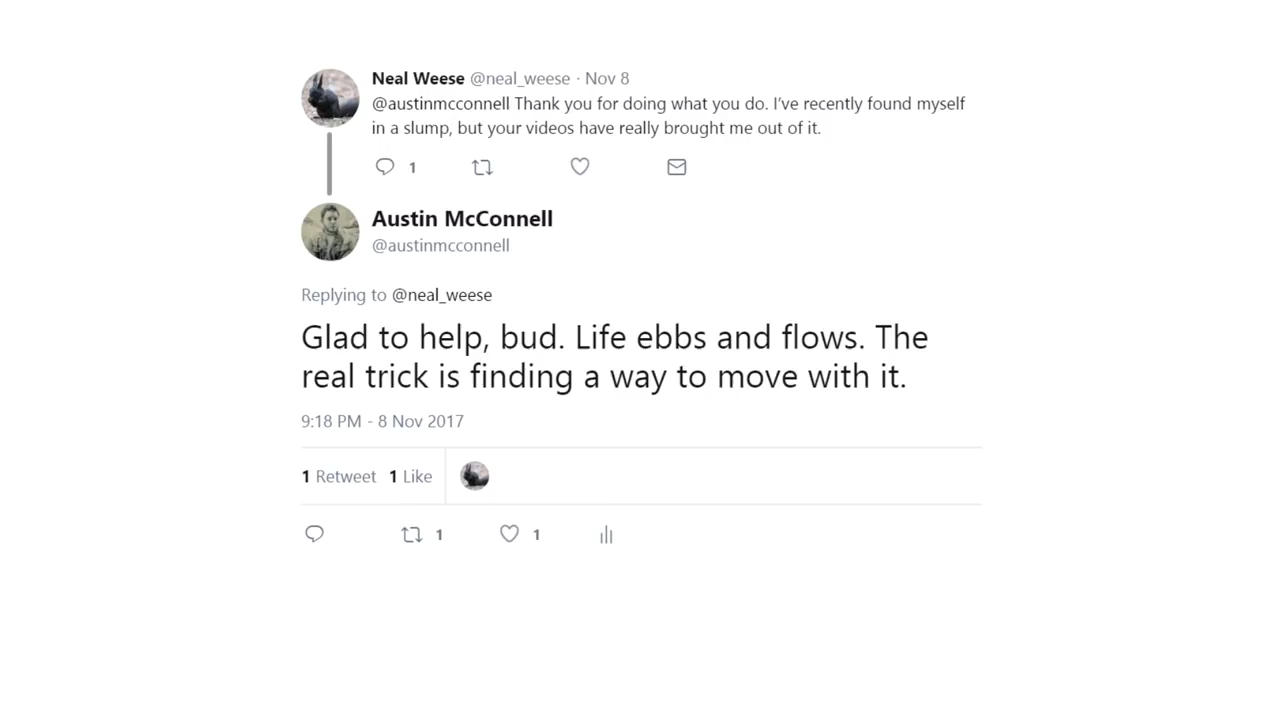 Neal Weese @neal_weese · Nov 8
@austinmcconnell Thank you for doing what you do. I've recently found myself
in a slump, but your videos have really brought me out of it.
1
Austin McConnell
@austinmcconnell
Replying to @neal_weese
Glad to help, bud. Life ebbs and flows. The
real trick is finding a way to move with it.
9:18 PM - 8 Nov 2017
1 Retweet 1 Like
1 1